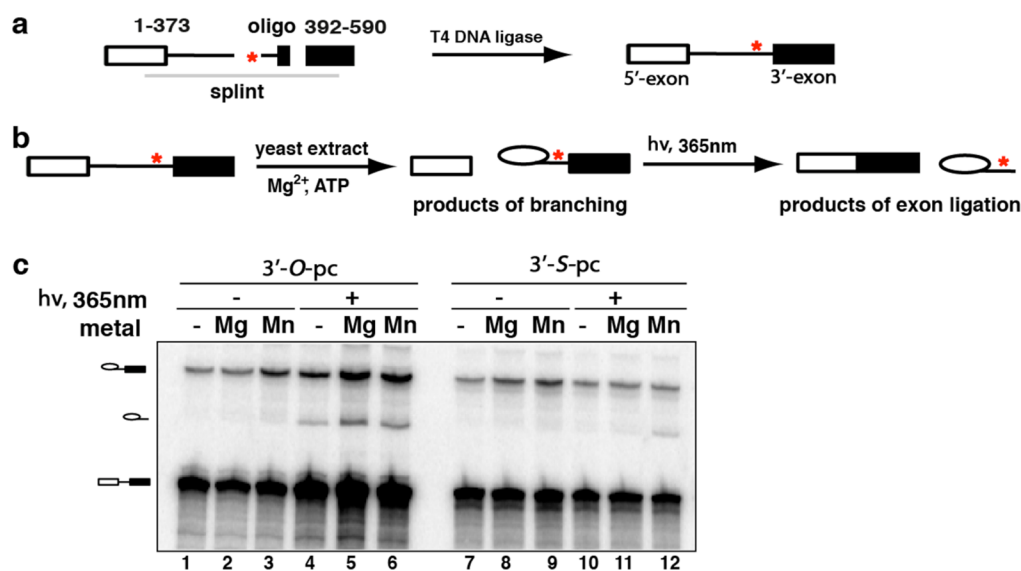 a
1-373 oligo 392-590
*
splint
T4 DNA ligase
*
5′-exon 3′-exon
b
*
yeast extract
Mg2+, ATP
*
products of branching
hν, 365nm
*
products of exon ligation
c
3′-O-pc 3′-S-pc
hν, 365nm - + - +
metal - Mg Mn - Mg Mn - Mg Mn - Mg Mn
1 2 3 4 5 6 7 8 9 10 11 12